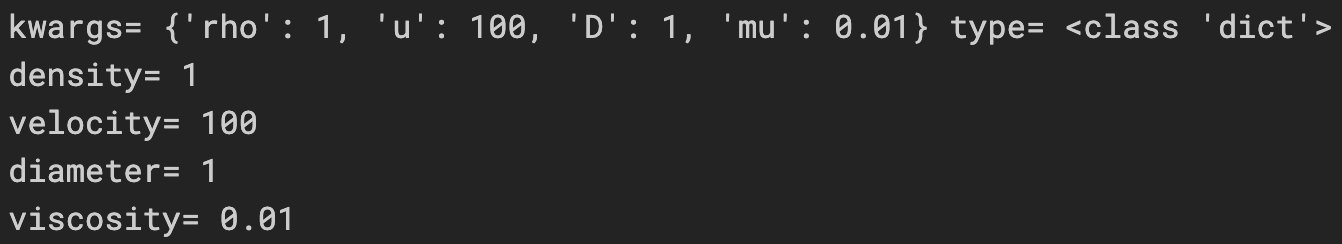 kwargs= {'rho': 1, 'u': 100, 'D': 1, 'mu': 0.01} type= <class 'dict'>
density= 1
velocity= 100
diameter= 1
viscosity= 0.01